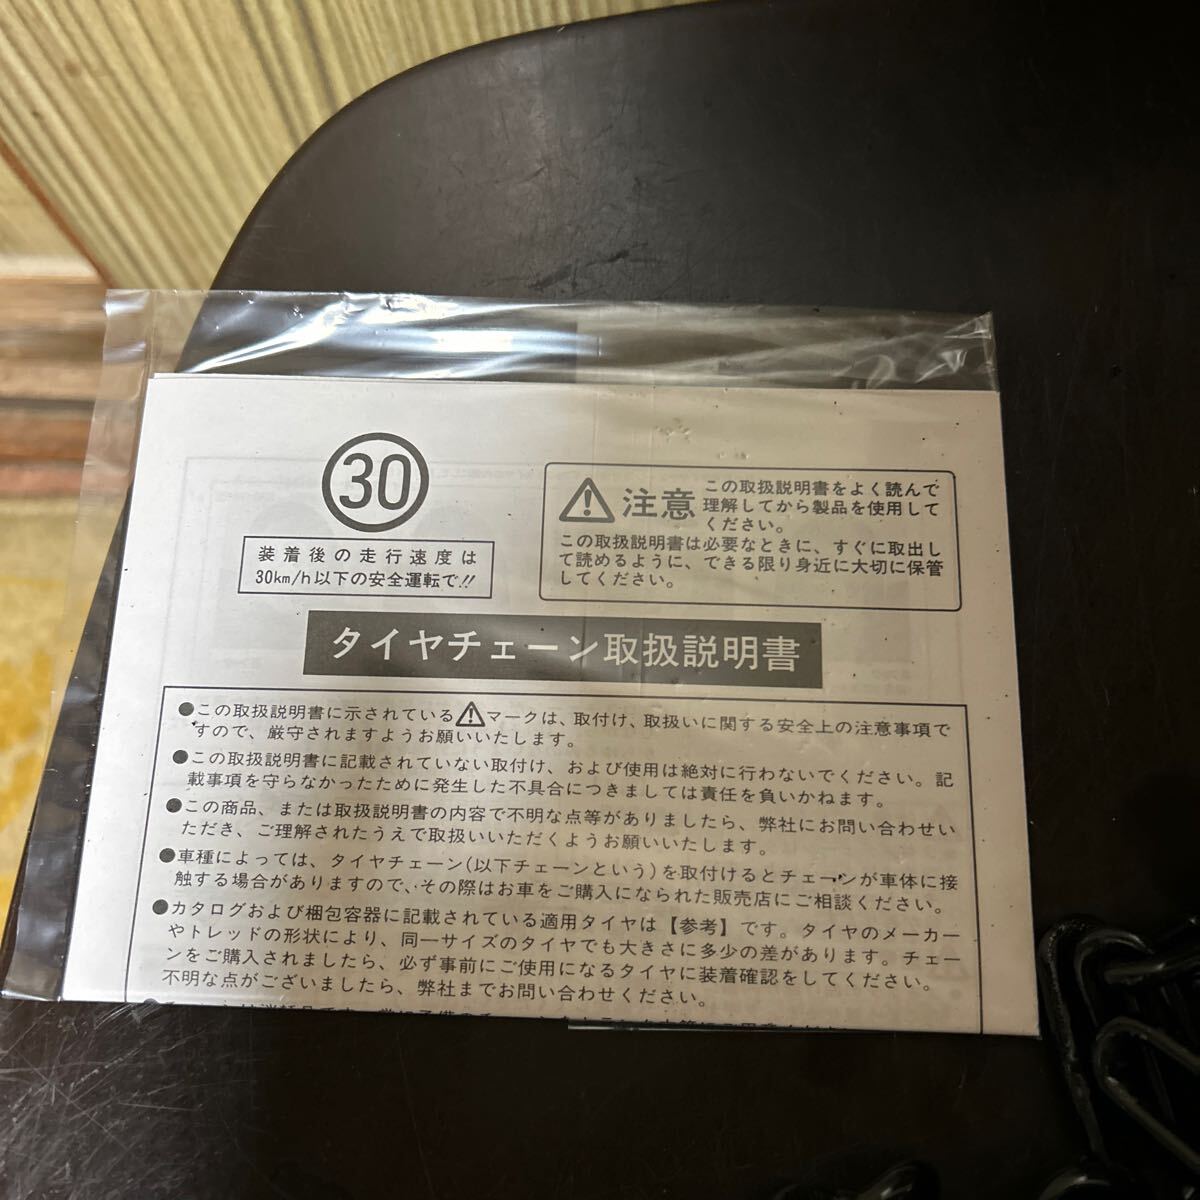 30
装着後の走行速度は
30km/h以下の安全運転で!!
注意
この取扱説明書をよく読んで
理解してから製品を使用して
ください。
この取扱説明書は必要なときに、すぐに取出し
て読めるように、できる限り身近に大切に保管
してください。
タイヤチェーン取扱説明書
●この取扱説明書に示されている⚠マークは、取付け、取扱いに関する安全上の注意事項で
すので、厳守されますようお願いいたします。
●この取扱説明書に記載されていない取付け、および使用は絶対に行わないでください。記
載事項を守らなかったために発生した不具合につきましては責任を負いかねます。
●この商品、または取扱説明書の内容で不明な点等がありましたら、弊社にお問い合わせい
ただき、ご理解されたうえで取扱いいただくようお願いいたします。
●車種によっては、タイヤチェーン(以下チェーンという)を取付けるとチェーンが車体に接
触する場合がありますので、その際はお車をご購入になられた販売店にご相談ください。
●カタログおよび梱包容器に記載されている適用タイヤは【参考】です。タイヤのメーカー
やトレッドの形状により、同一サイズのタイヤでも大きさに多少の差があります。チェー
ンをご購入されましたら、必ず事前にご使用になるタイヤに装着確認をしてください。
不明な点がございましたら、弊社までお問い合わせください。